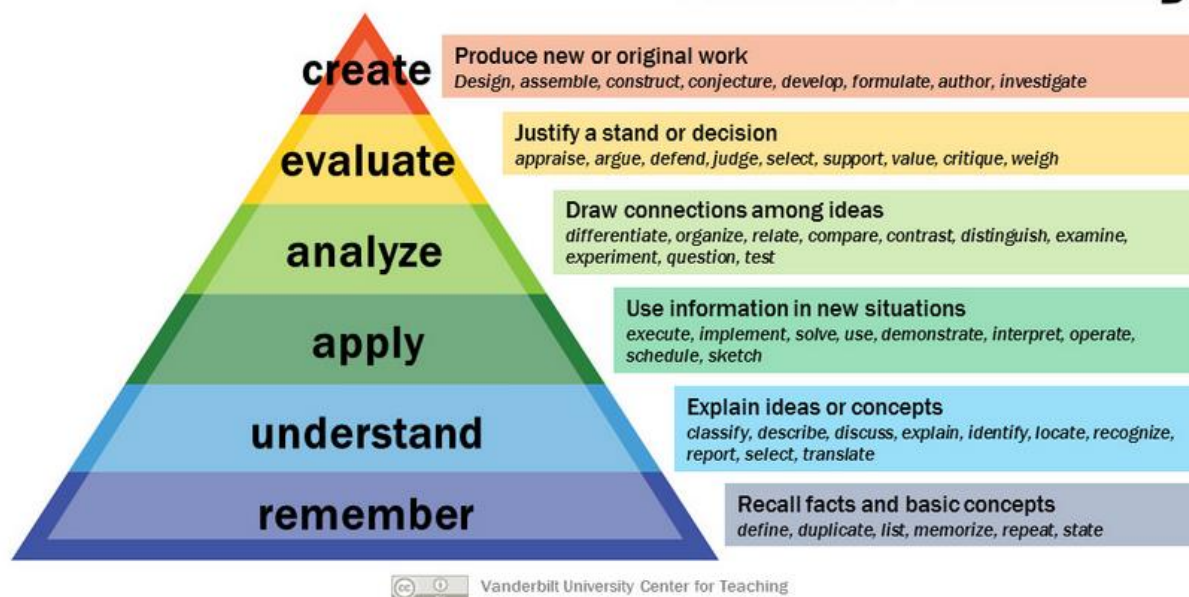 create
Produce new or original work
Design, assemble, construct, conjecture, develop, formulate, author, investigate
evaluate
Justify a stand or decision
appraise, argue, defend, judge, select, support, value, critique, weigh
analyze
Draw connections among ideas
differentiate, organize, relate, compare, contrast, distinguish, examine,
experiment, question, test
apply
Use information in new situations
execute, implement, solve, use, demonstrate, interpret, operate,
schedule, sketch
understand
Explain ideas or concepts
classify, describe, discuss, explain, identify, locate, recognize,
report, select, translate
remember
Recall facts and basic concepts
define, duplicate, list, memorize, repeat, state
cc
Vanderbilt University Center for Teaching